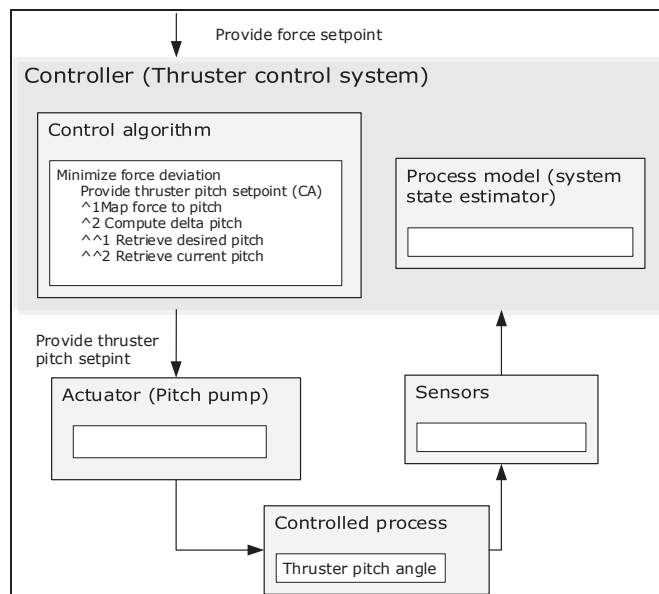 Provide force setpoint
Controller (Thruster control system)
Control algorithm
Minimize force deviation
Provide thruster pitch setpoint (CA)
^1Map force to pitch
^2 Compute delta pitch
^^1 Retrieve desired pitch
^^2 Retrieve current pitch
Process model (system
state estimator)
Provide thruster
pitch setpint
Actuator (Pitch pump)
Sensors
Controlled process
Thruster pitch angle